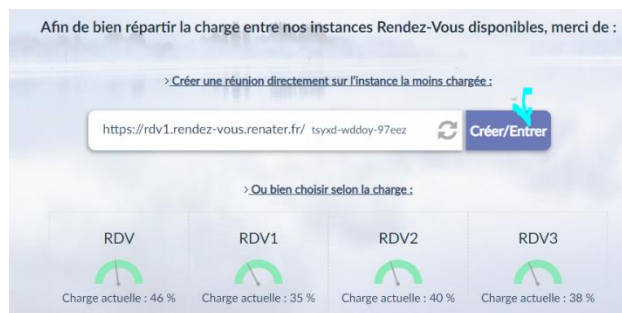 Afin de bien répartir la charge entre nos instances Rendez-Vous disponibles, merci de :
> Créer une réunion directement sur l'instance la moins chargée :
https://rdv1.rendez-vous.renater.fr/ tsyxd-wddoy-97eez Créer/Entrer
> Ou bien choisir selon la charge :
RDV RDV1 RDV2 RDV3
Charge actuelle : 46 % Charge actuelle : 35 % Charge actuelle : 40 % Charge actuelle : 38 %